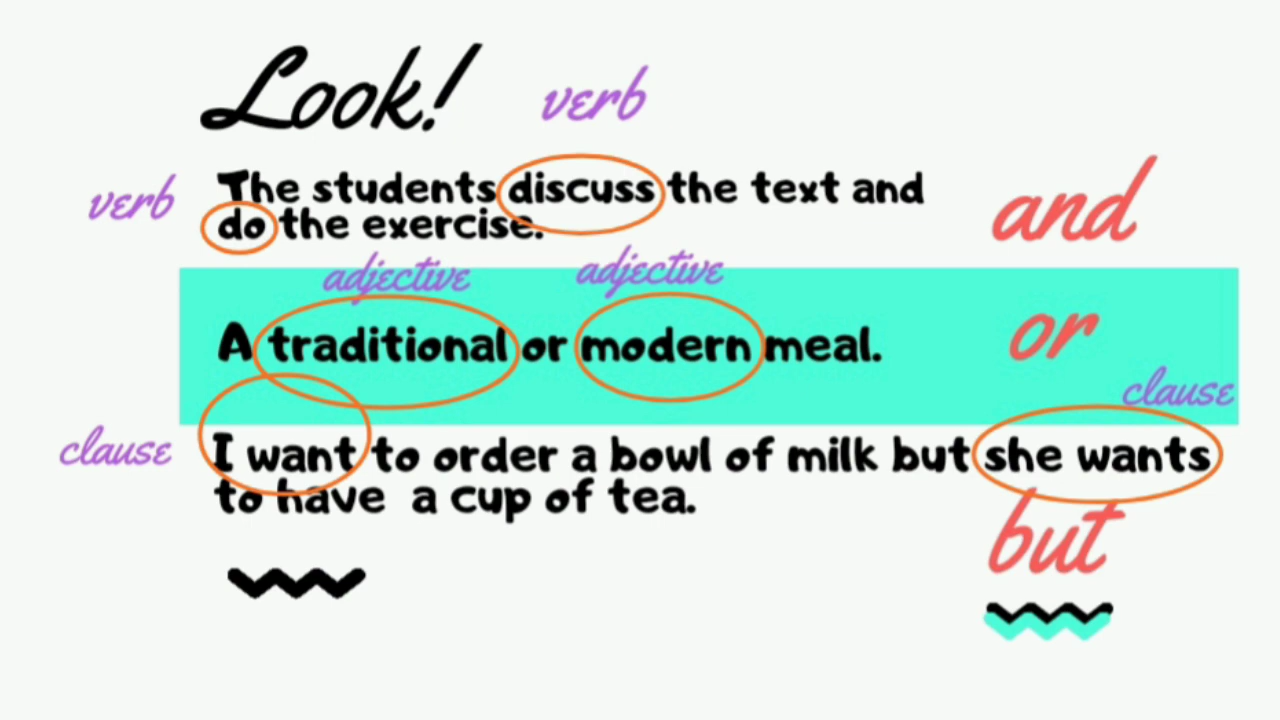 Look!
verb
The students discuss the text and
verb
do the exercise.
and
adjective adjective
A traditional or modern meal.
or
clause
clause
I want to order a bowl of milk but she wants
to have a cup of tea.
but